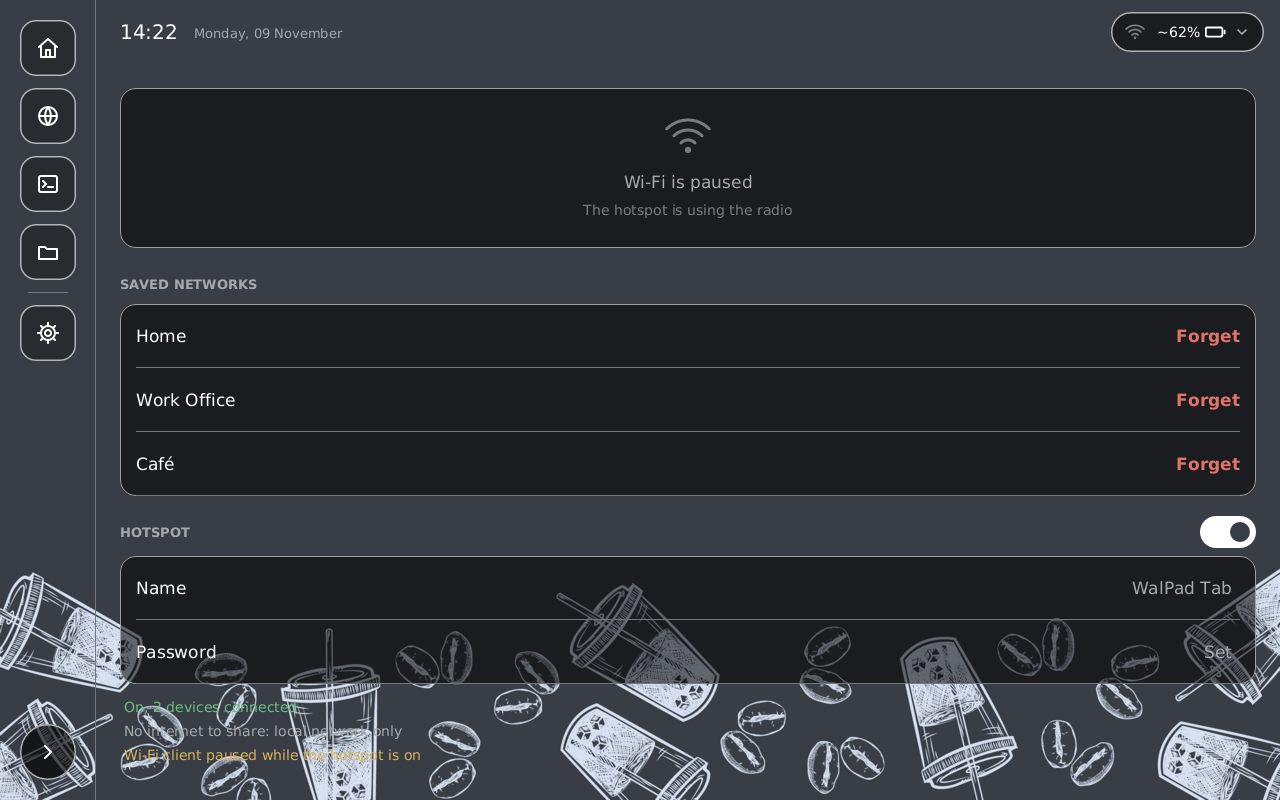 14:22 Monday, 09 November ~62%
Wi-Fi is paused
The hotspot is using the radio
SAVED NETWORKS
Home Forget
Work Office Forget
Café Forget
HOTSPOT
Name WalPad Tab
Password Set
On, 2 devices connected
No internet to share: local network only
Wi-Fi client paused while the hotspot is on